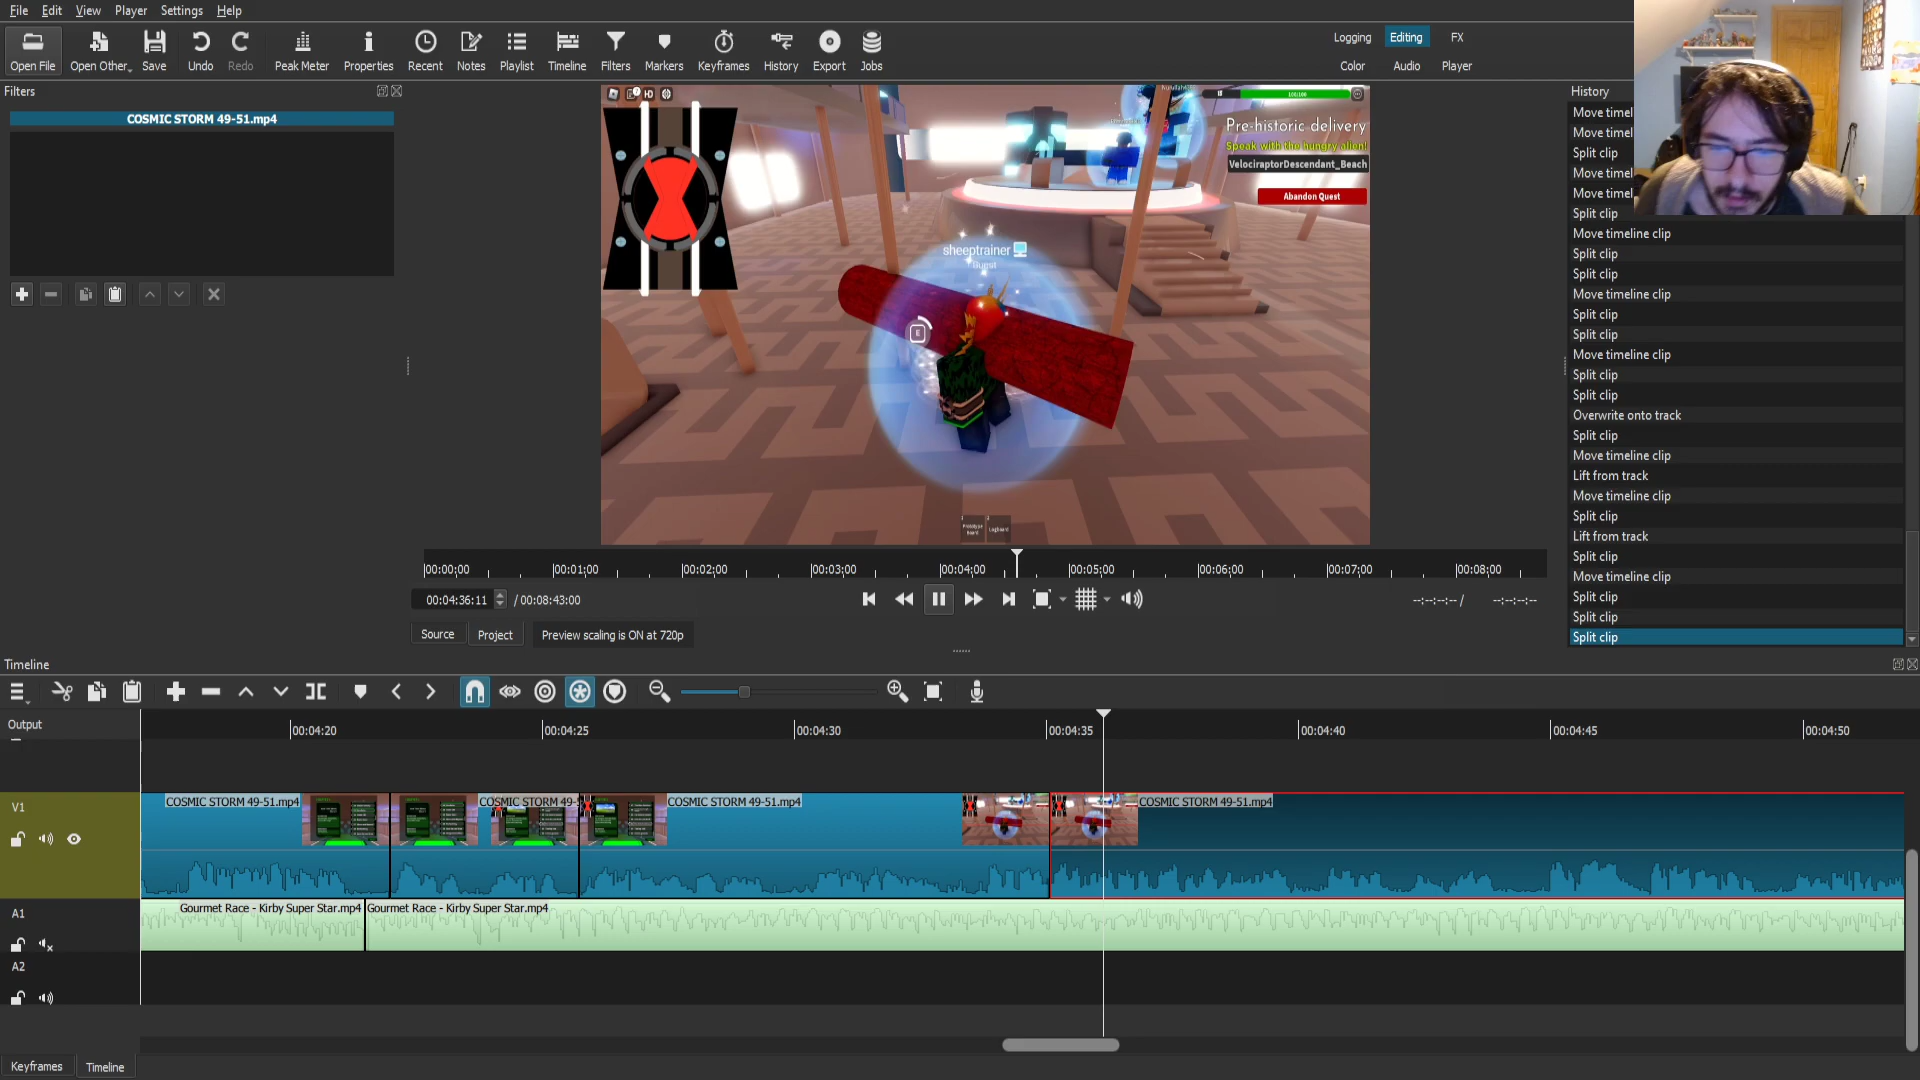 File Edit View Player Settings Help
Open File Open Other... Save Undo Redo Peak Meter Properties Recent Notes Playlist Timeline Filters Markers Keyframes History Export Jobs
Logging Editing FX
Color Audio Player
Filters
COSMIC STORM 49-51.mp4
HD
100/100
Pre-historic delivery
Speak with the hungry alien!
VelociraptorDescendant_Beach
Abandon Quest
sheeptrainer
E
Prototype Board
Logboard
00:00:00 00:01:00 00:02:00 00:03:00 00:04:00 00:05:00 00:06:00 00:07:00 00:08:00
00:04:36:11 / 00:08:43:00
--:--:--:-- / --:--:--:--
Source Project Preview scaling is ON at 720p
History
Move timel
Move timel
Split clip
Move timel
Move timel
Split clip
Move timeline clip
Split clip
Split clip
Move timeline clip
Split clip
Split clip
Move timeline clip
Split clip
Split clip
Overwrite onto track
Split clip
Move timeline clip
Lift from track
Move timeline clip
Split clip
Lift from track
Split clip
Move timeline clip
Split clip
Split clip
Split clip
Timeline
Output
00:04:20 00:04:25 00:04:30 00:04:35 00:04:40 00:04:45 00:04:50
V1
COSMIC STORM 49-51.mp4 COSMIC STORM 49-5 COSMIC STORM 49-51.mp4 COSMIC STORM 49-51.mp4
A1
Gourmet Race - Kirby Super Star.mp4 Gourmet Race - Kirby Super Star.mp4
A2
Keyframes Timeline